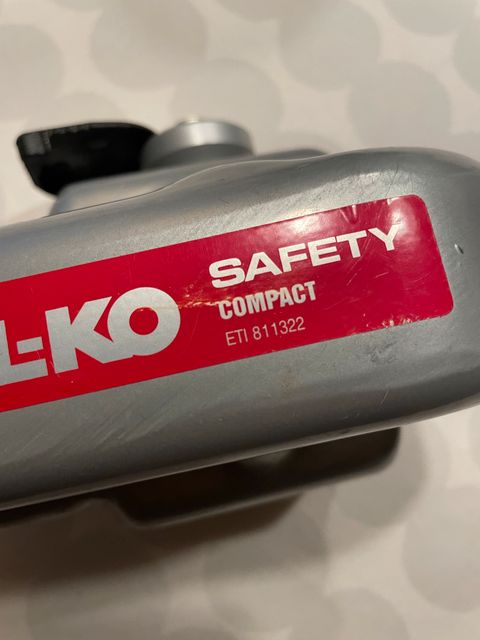 L-KO
SAFETY
COMPACT
ETI 811322